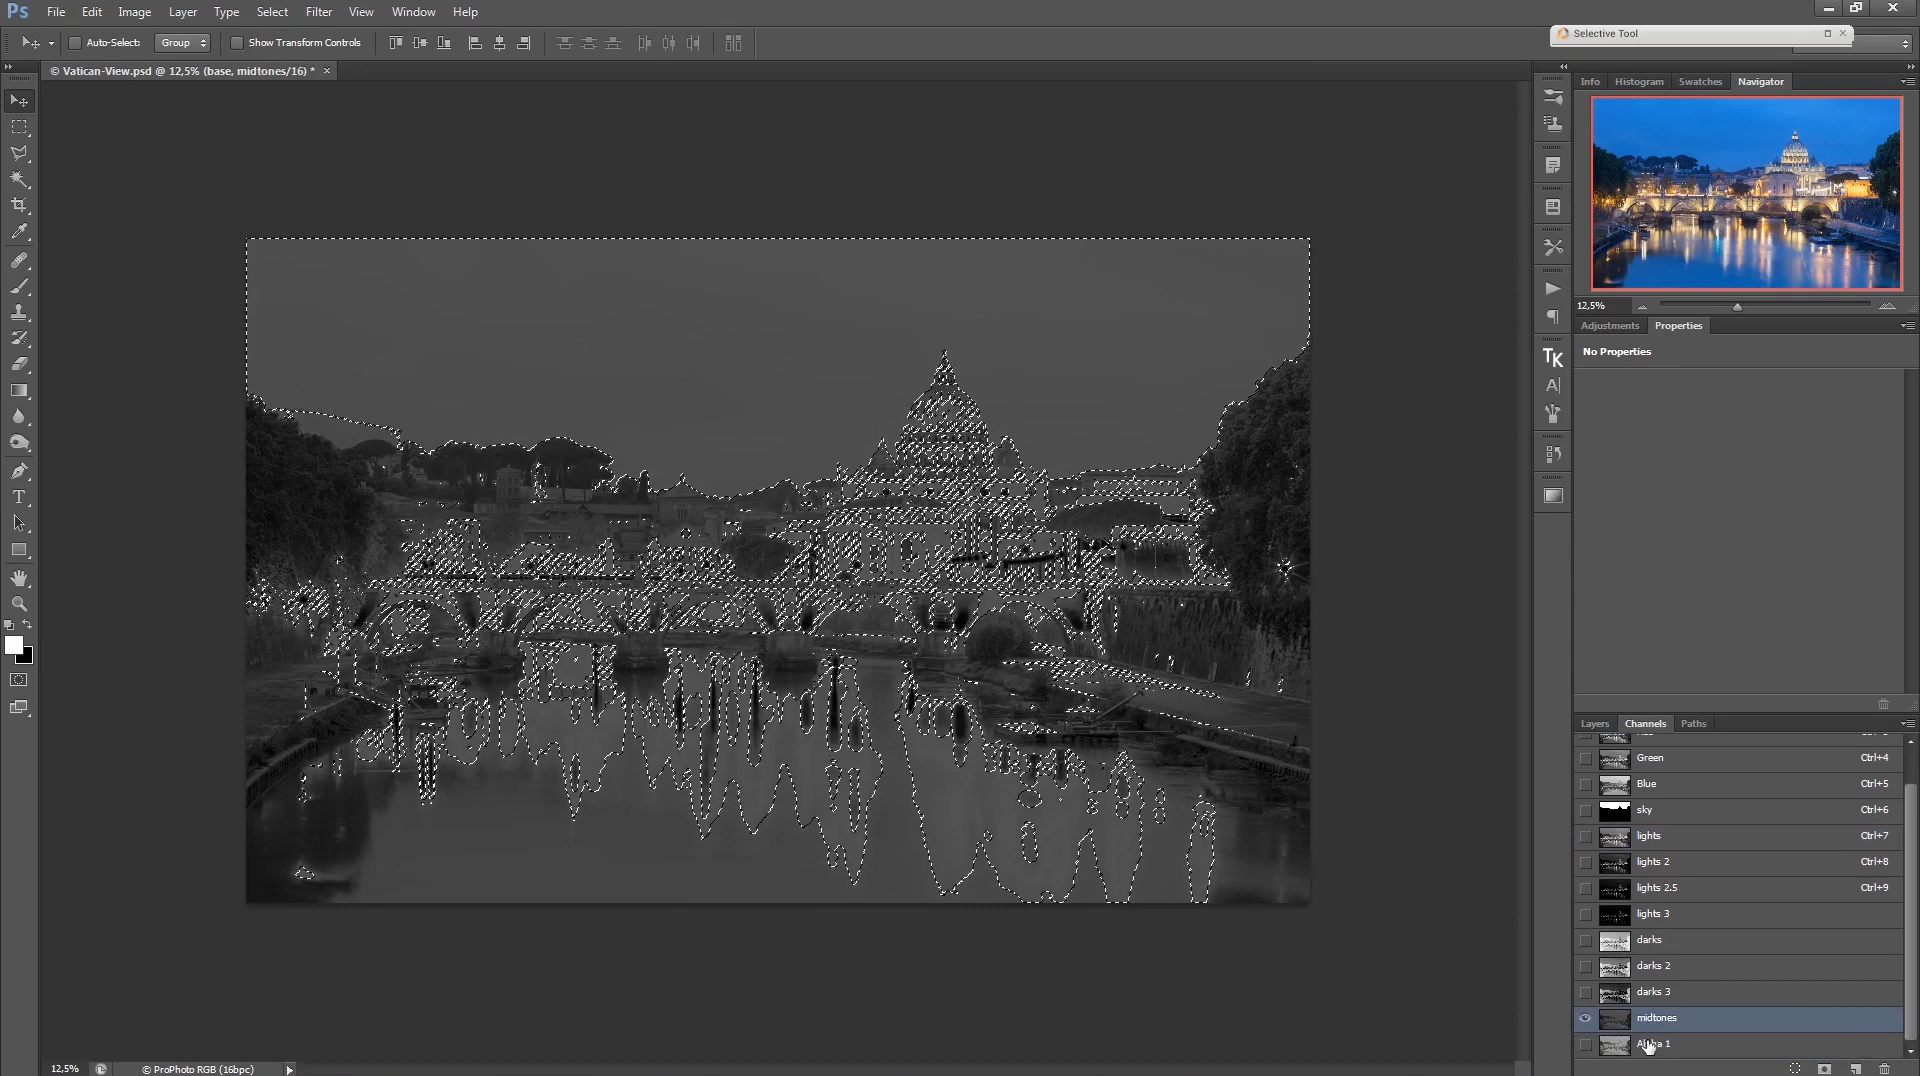 Ps File Edit Image Layer Type Select Filter View Window Help
Auto-Select: Group Show Transform Controls
Selective Tool
© Vatican-View.psd @ 12,5% (base, midtones/16) *
Info Histogram Swatches Navigator
12,5%
Adjustments Properties
No Properties
TK
A
T
Layers Channels Paths
Green Ctrl+4
Blue Ctrl+5
sky Ctrl+6
lights Ctrl+7
lights 2 Ctrl+8
lights 2.5 Ctrl+9
lights 3
darks
darks 2
darks 3
midtones
1
12,5% © ProPhoto RGB (16bpc)